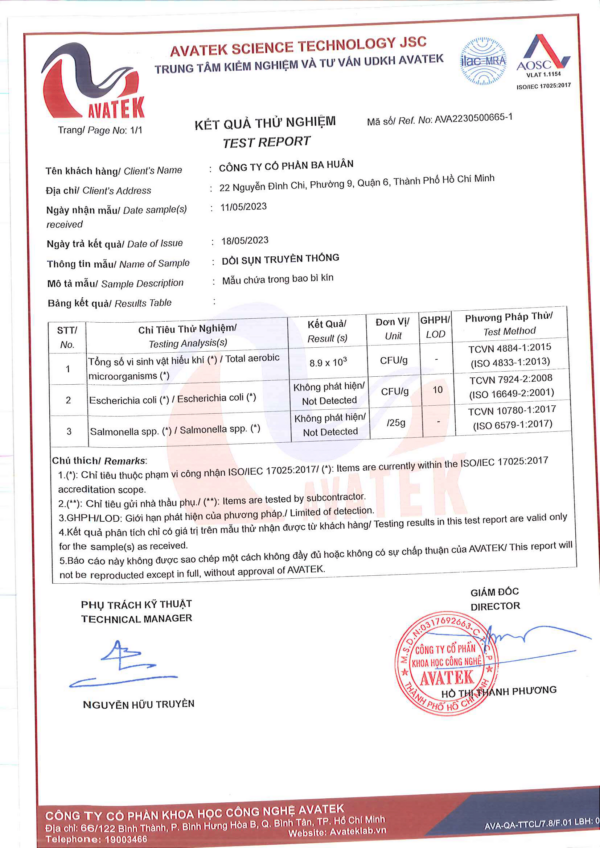 AVATEK SCIENCE TECHNOLOGY JSC
TRUNG TÂM KIỂM NGHIỆM VÀ TƯ VẤN UDKH AVATEK
AVATEK
ilac-MRA
AOSC
VLAT 1.1154
ISO/IEC 17025:2017
Trang/ Page No: 1/1
KẾT QUẢ THỬ NGHIỆM
Mã số/ Ref. No: AVA2230500665-1
TEST REPORT
Tên khách hàng/ Client's Name : CÔNG TY CỔ PHẦN BA HUÂN
Địa chỉ/ Client's Address : 22 Nguyễn Đình Chi, Phường 9, Quận 6, Thành Phố Hồ Chí Minh
Ngày nhận mẫu/ Date sample(s) : 11/05/2023
received
Ngày trả kết quả/ Date of Issue : 18/05/2023
Thông tin mẫu/ Name of Sample : DỒI SỤN TRUYỀN THỐNG
Mô tả mẫu/ Sample Description : Mẫu chứa trong bao bì kín
Bảng kết quả/ Results Table :
STT/ Chỉ Tiêu Thử Nghiệm/ Kết Quả/ Đơn Vị/ GHPH/ Phương Pháp Thử/
No. Testing Analysis(s) Result (s) Unit LOD Test Method
1 Tổng số vi sinh vật hiếu khí (*) / Total aerobic microorganisms (*) 8.9 x 10³ CFU/g - TCVN 4884-1:2015 (ISO 4833-1:2013)
2 Escherichia coli (*) / Escherichia coli (*) Không phát hiện/ Not Detected CFU/g 10 TCVN 7924-2:2008 (ISO 16649-2:2001)
3 Salmonella spp. (*) / Salmonella spp. (*) Không phát hiện/ Not Detected /25g - TCVN 10780-1:2017 (ISO 6579-1:2017)
Chú thích/ Remarks:
1.(*): Chỉ tiêu thuộc phạm vi công nhận ISO/IEC 17025:2017/ (*): Items are currently within the ISO/IEC 17025:2017
accreditation scope.
2.(**): Chỉ tiêu gửi nhà thầu phụ./ (**): Items are tested by subcontractor.
3.GHPH/LOD: Giới hạn phát hiện của phương pháp./ Limited of detection.
4.Kết quả phân tích chỉ có giá trị trên mẫu thử nhận được từ khách hàng/ Testing results in this test report are valid only
for the sample(s) as received.
5.Báo cáo này không được sao chép một cách không đầy đủ hoặc không có sự chấp thuận của AVATEK/ This report will
not be reproduced except in full, without approval of AVATEK.
AVATEK
PHỤ TRÁCH KỸ THUẬT
TECHNICAL MANAGER
GIÁM ĐỐC
DIRECTOR
M.S.D.N:0317692663-C.T.C.P
CÔNG TY CỔ PHẦN
KHOA HỌC CÔNG NGHỆ
AVATEK
THÀNH PHỐ HỒ CHÍ MINH
NGUYỄN HỮU TRUYỀN
HỒ THỊ THANH PHƯƠNG
CÔNG TY CỔ PHẦN KHOA HỌC CÔNG NGHỆ AVATEK
Địa chỉ: 66/122 Bình Thành, P. Bình Hưng Hòa B, Q. Bình Tân, TP. Hồ Chí Minh
Telephone: 19003466
Website: Avateklab.vn
AVA-QA-TTCL/7.8/F.01 LBH: 0